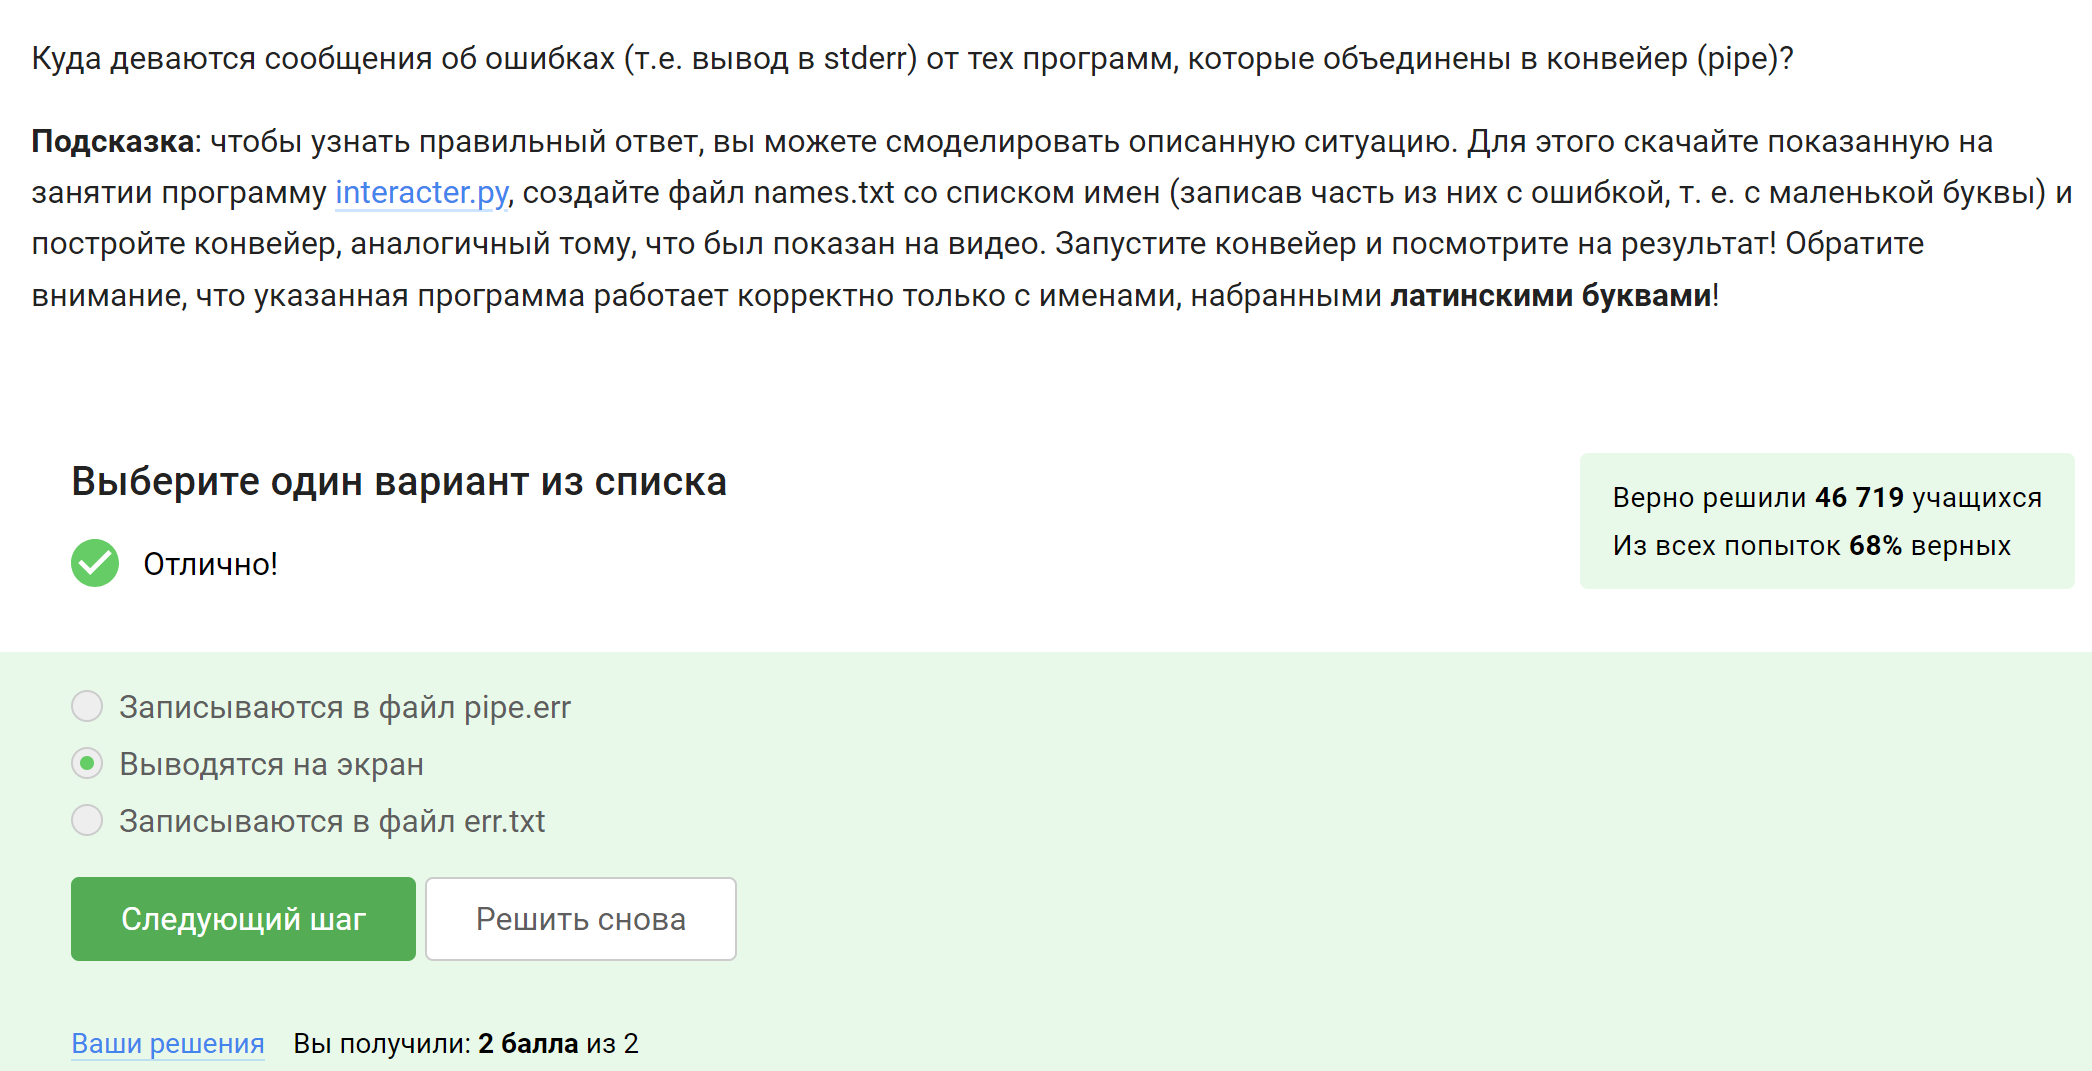 Куда деваются сообщения об ошибках (т.е. вывод в stderr) от тех программ, которые объединены в конвейер (pipe)?
Подсказка: чтобы узнать правильный ответ, вы можете смоделировать описанную ситуацию. Для этого скачайте показанную на
занятии программу interacter.py, создайте файл names.txt со списком имен (записав часть из них с ошибкой, т. е. с маленькой буквы) и
постройте конвейер, аналогичный тому, что был показан на видео. Запустите конвейер и посмотрите на результат! Обратите
внимание, что указанная программа работает корректно только с именами, набранными латинскими буквами!
Выберите один вариант из списка
Отлично!
Верно решили 46 719 учащихся
Из всех попыток 68% верных
Записываются в файл pipe.err
Выводятся на экран
Записываются в файл err.txt
Следующий шаг
Решить снова
Ваши решения Вы получили: 2 балла из 2